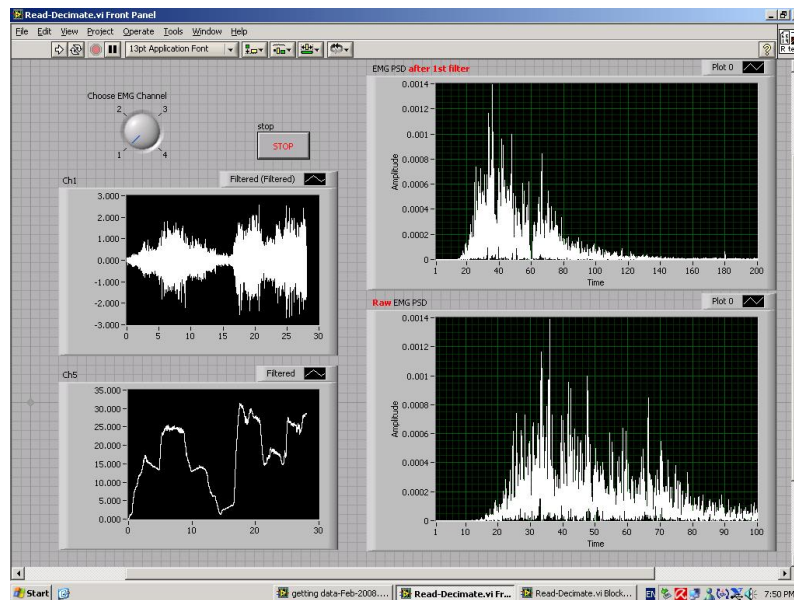 Read-Decimate.vi Front Panel
File Edit View Project Operate Tools Window Help
13pt Application Font
Choose EMG Channel
2 3
1 4
stop
STOP
Ch1
Filtered (Filtered)
3.000
2.000
1.000
0.000
-1.000
-2.000
-3.000
0 5 10 15 20 25 30
Ch5
Filtered
35.000
30.000
25.000
20.000
15.000
10.000
5.000
0.000
0 10 20 30
EMG PSD after 1st filter
Plot 0
0.0014
0.0012
0.001
0.0008
0.0006
0.0004
0.0002
0
Amplitude
1 20 40 60 80 100 120 140 160 180 200
Time
Raw EMG PSD
Plot 0
0.0014
0.0012
0.001
0.0008
0.0006
0.0004
0.0002
0
Amplitude
1 10 20 30 40 50 60 70 80 90 100
Time
Start
getting data-Feb-2008....
Read-Decimate.vi Fr...
Read-Decimate.vi Block...
EN
7:50 PM